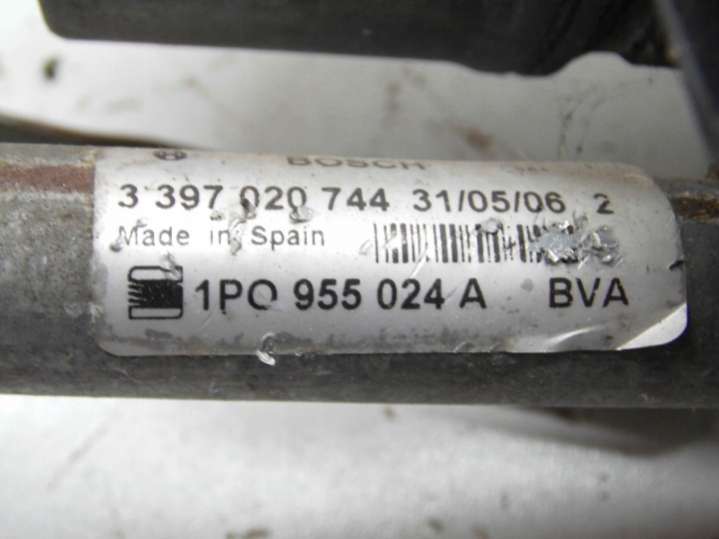 BOSCH
3 397 020 744 31/05/06 2
Made in Spain
1PO 955 024 A BVA